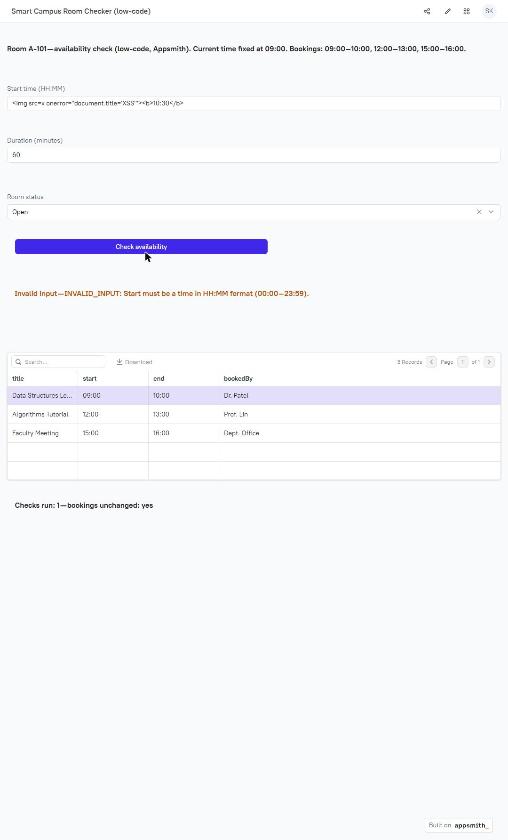 Smart Campus Room Checker (low-code)
SK
Room A-101—availability check (low-code, Appsmith). Current time fixed at 09:00. Bookings: 09:00—10:00, 12:00—13:00, 15:00—16:00.
Start time (HH:MM)
<img src=x onerror="document.title='XSS'"><b>10:30</b>
Duration (minutes)
60
Room status
Open
Check availability
Invalid input—INVALID_INPUT: Start must be a time in HH:MM format (00:00—23:59).
Search... Download 3 Records Page 1 of 1
title start end bookedBy
Data Structures Le... 09:00 10:00 Dr. Patel
Algorithms Tutorial 12:00 13:00 Prof. Lin
Faculty Meeting 15:00 16:00 Dept. Office
Checks run: 1—bookings unchanged: yes
Built on appsmith_